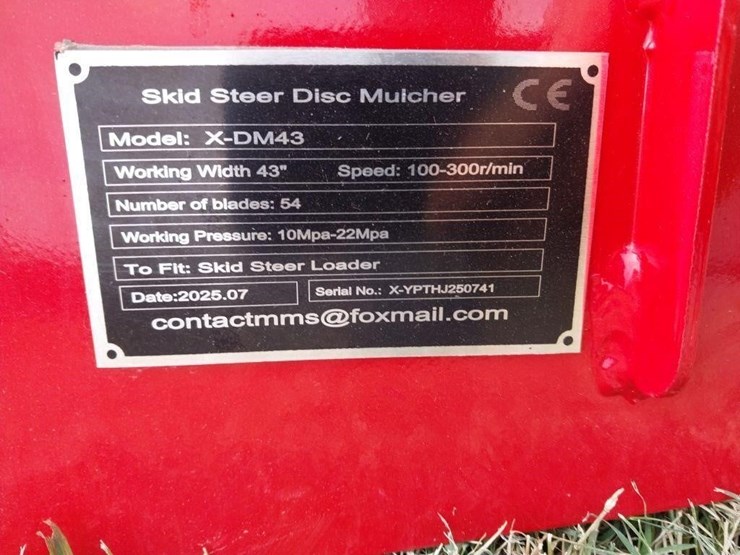 Skid Steer Disc Mulcher CE
Model: X-DM43
Working Width 43" Speed: 100-300r/min
Number of blades: 54
Working Pressure: 10Mpa-22Mpa
To Fit: Skid Steer Loader
Date:2025.07 Serial No.: X-YPTHJ250741
contactmms@foxmail.com